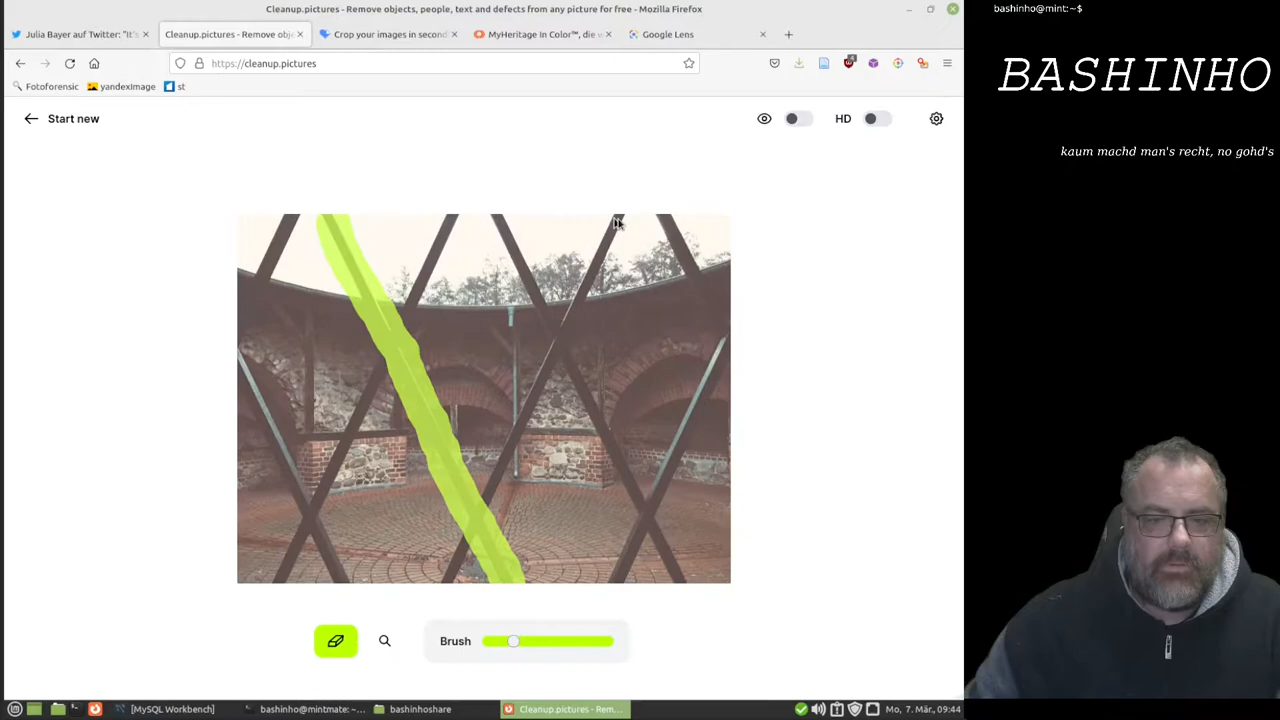 Cleanup.pictures - Remove objects, people, text and defects from any picture for free - Mozilla Firefox
bashinho@mint:~$
Julia Bayer auf Twitter: "It's
Cleanup.pictures - Remove obje
Crop your images in second
MyHeritage In Color™, die v
Google Lens
https://cleanup.pictures
Fotoforensic
yandexImage
st
BASHINHO
Start new
HD
kaum machd man's recht, no gohd's
Brush
[MySQL Workbench]
bashinho@mintmate: ~...
bashinhoshare
Cleanup.pictures - Rem...
Mo, 7. Mär., 09:44